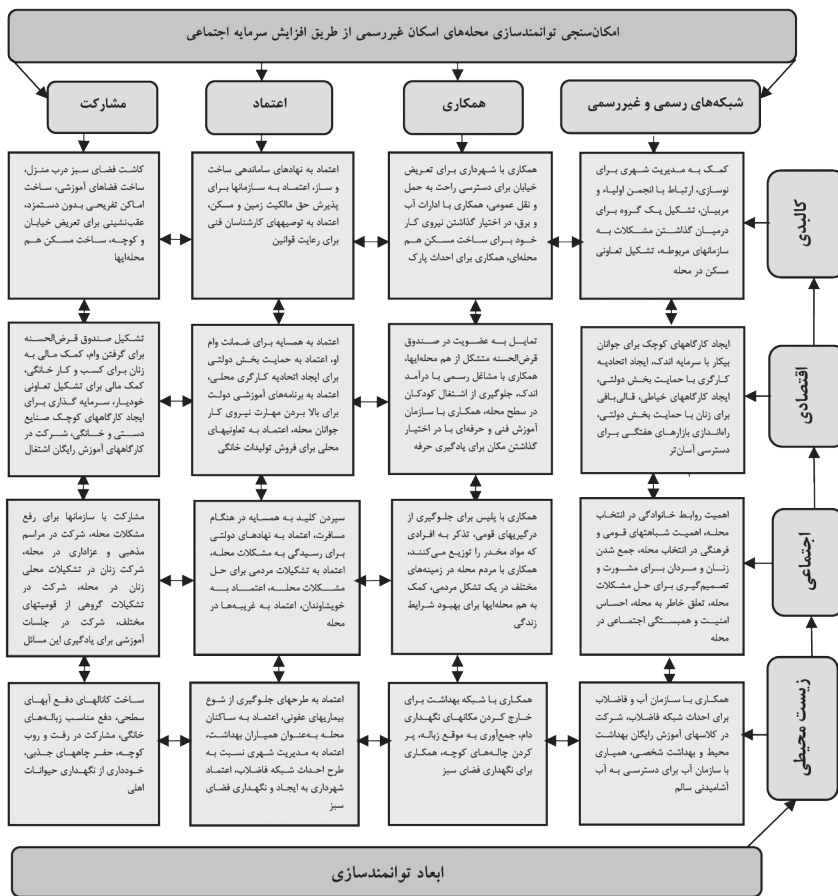 امکان‌سنجی توانمندسازی محله‌های اسکان غیررسمی از طریق افزایش سرمایه اجتماعی
شبکه‌های رسمی و غیررسمی
همکاری
اعتماد
مشارکت
کالبدی
کمک به مدیریت شهری برای
نوسازی، ارتباط با انجمن اولیاء و
مربیان، تشکیل یک گروه برای
درمیان گذاشتن مشکلات به
سازمانهای مربوطه، تشکیل تعاونی
مسکن در محله
همکاری با شهرداری برای تعریض
خیابان برای دسترسی راحت به حمل
و نقل عمومی، همکاری با ادارات آب
و برق، در اختیار گذاشتن نیروی کار
خود برای ساخت مسکن هم
محله‌ای، همکاری برای احداث پارک
اعتماد به نهادهای ساماندهی ساخت
و ساز، اعتماد به سازمانها برای
پذیرش حق مالکیت زمین و مسکن،
اعتماد به توصیه‎های کارشناسان فنی
برای رعایت قوانین
کاشت فضای سبز درب منزل،
ساخت فضاهای آموزشی، ساخت
اماکن تفریحی بدون دستمزد،
عقب‌نشینی برای تعریض خیابان
و کوچه، ساخت مسکن هم
محله‌ایها
اقتصادی
ایجاد کارگاههای کوچک برای جوانان
بیکار با سرمایه اندک، ایجاد اتحادیه
کارگری با حمایت بخش دولتی،
ایجاد کارگاههای خیاطی، قالی‌بافی
برای زنان با حمایت بخش دولتی،
راه‌اندازی بازارهای هفتگی برای
دسترسی آسان‌تر
تمایل به عضویت در صندوق
قرض‌الحسنه متشکل از هم محله‌ایها،
همکاری با مشاغل رسمی با درآمد
اندک، جلوگیری از اشتغال کودکان
در سطح محله، همکاری با سازمان
آموزش فنی و حرفه‌ای با در اختیار
گذاشتن مکان برای یادگیری حرفه
اعتماد به همسایه برای ضمانت وام
او، اعتماد به حمایت بخش دولتی
برای ایجاد اتحادیه کارگری محلی،
اعتماد به برنامه‌های آموزشی دولت
برای بالا بردن مهارت نیروی کار
جوانان محله، اعتماد به تعاونیهای
محلی برای فروش تولیدات خانگی
تشکیل صندوق قرض‌الحسنه
برای گرفتن وام، کمک مالی به
زنان برای کسب و کار خانگی،
کمک مالی برای تشکیل تعاونی
خودیار، سرمایه گذاری برای
ایجاد کارگاههای کوچک صنایع
دستی و خانگی، شرکت در
کارگاههای آموزش رایگان اشتغال
اجتماعی
اهمیت روابط خانوادگی در انتخاب
محله، اهمیت شباهتهای قومی و
فرهنگی در انتخاب محله، جمع شدن
زنان و مردان برای مشورت و
تصمیم‌گیری برای حل مشکلات
محله، تعلق خاطر به محله، احساس
امنیت و همبستگی اجتماعی در
محله
همکاری با پلیس برای جلوگیری از
درگیریهای قومی، تذکر به افرادی
که مواد مخدر را توزیع می‌کنند،
همکاری با مردم محله در زمینه‌های
مختلف در یک تشکل مردمی، کمک
به هم محله‌ایها برای بهبود شرایط
زندگی
سپردن کلید به همسایه در هنگام
مسافرت، اعتماد به نهادهای دولتی
برای رسیدگی به مشکلات محله،
اعتماد به تشکیلات مردمی برای حل
مشکلات محله، اعتماد به
خویشاوندان، اعتماد به غریبه‌ها در
محله
مشارکت با سازمانها برای رفع
مشکلات محله، شرکت در مراسم
مذهبی و عزاداری در محله،
شرکت زنان در تشکیلات محلی
زنان در محله، شرکت در
تشکیلات گروهی از قومیتهای
مختلف، شرکت در جلسات
آموزشی برای یادگیری این مسائل
زیست محیطی
همکاری با سازمان آب و فاضلاب
برای احداث شبکه فاضلاب، شرکت
در کلاسهای آموزش رایگان بهداشت
محیط و بهداشت شخصی، همیاری
با سازمان آب برای دسترسی به آب
آشامیدنی سالم
همکاری با شبکه بهداشت برای
خارج کردن مکانهای نگهداری
دام، جمع‌آوری به موقع زباله، پر
کردن چاله‌های کوچه، همکاری
برای نگهداری فضای سبز
اعتماد به طرحهای جلوگیری از شیوع
بیماریهای عفونی، اعتماد به ساکنان
محله به‌عنوان همیاران بهداشت،
اعتماد به مدیریت شهری نسبت به
طرح احداث شبکه فاضلاب، اعتماد
شهرداری به ایجاد و نگهداری فضای
سبز
ساخت کانالهای دفع آبهای
سطحی، دفع مناسب زباله‌های
خانگی، مشارکت در رفت و روب
کوچه، حفر چاههای جذبی،
خودداری از نگهداری حیوانات
اهلی
ابعاد توانمندسازی